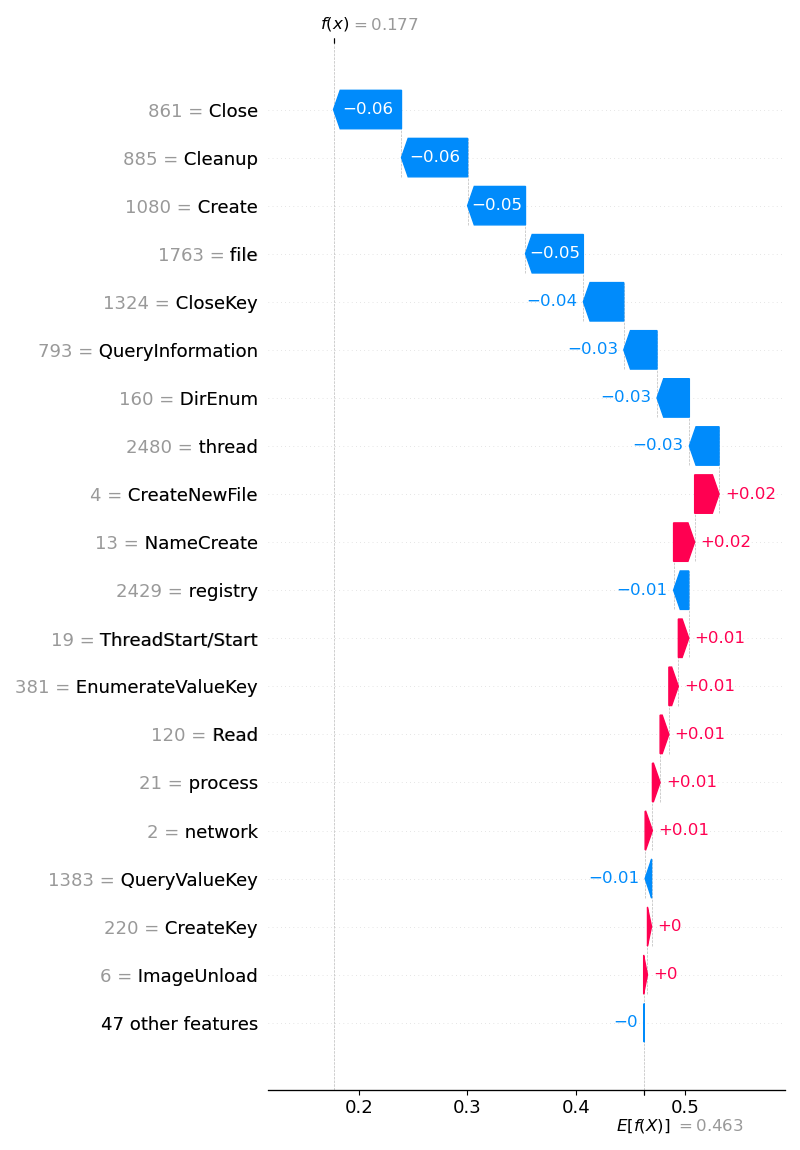 f(x) = 0.177
861 = Close −0.06
885 = Cleanup −0.06
1080 = Create −0.05
1763 = file −0.05
1324 = CloseKey −0.04
793 = QueryInformation −0.03
160 = DirEnum −0.03
2480 = thread −0.03
4 = CreateNewFile +0.02
13 = NameCreate +0.02
2429 = registry −0.01
19 = ThreadStart/Start +0.01
381 = EnumerateValueKey +0.01
120 = Read +0.01
21 = process +0.01
2 = network +0.01
1383 = QueryValueKey −0.01
220 = CreateKey +0
6 = ImageUnload +0
47 other features −0
0.2 0.3 0.4 0.5
E[f(X)] = 0.463